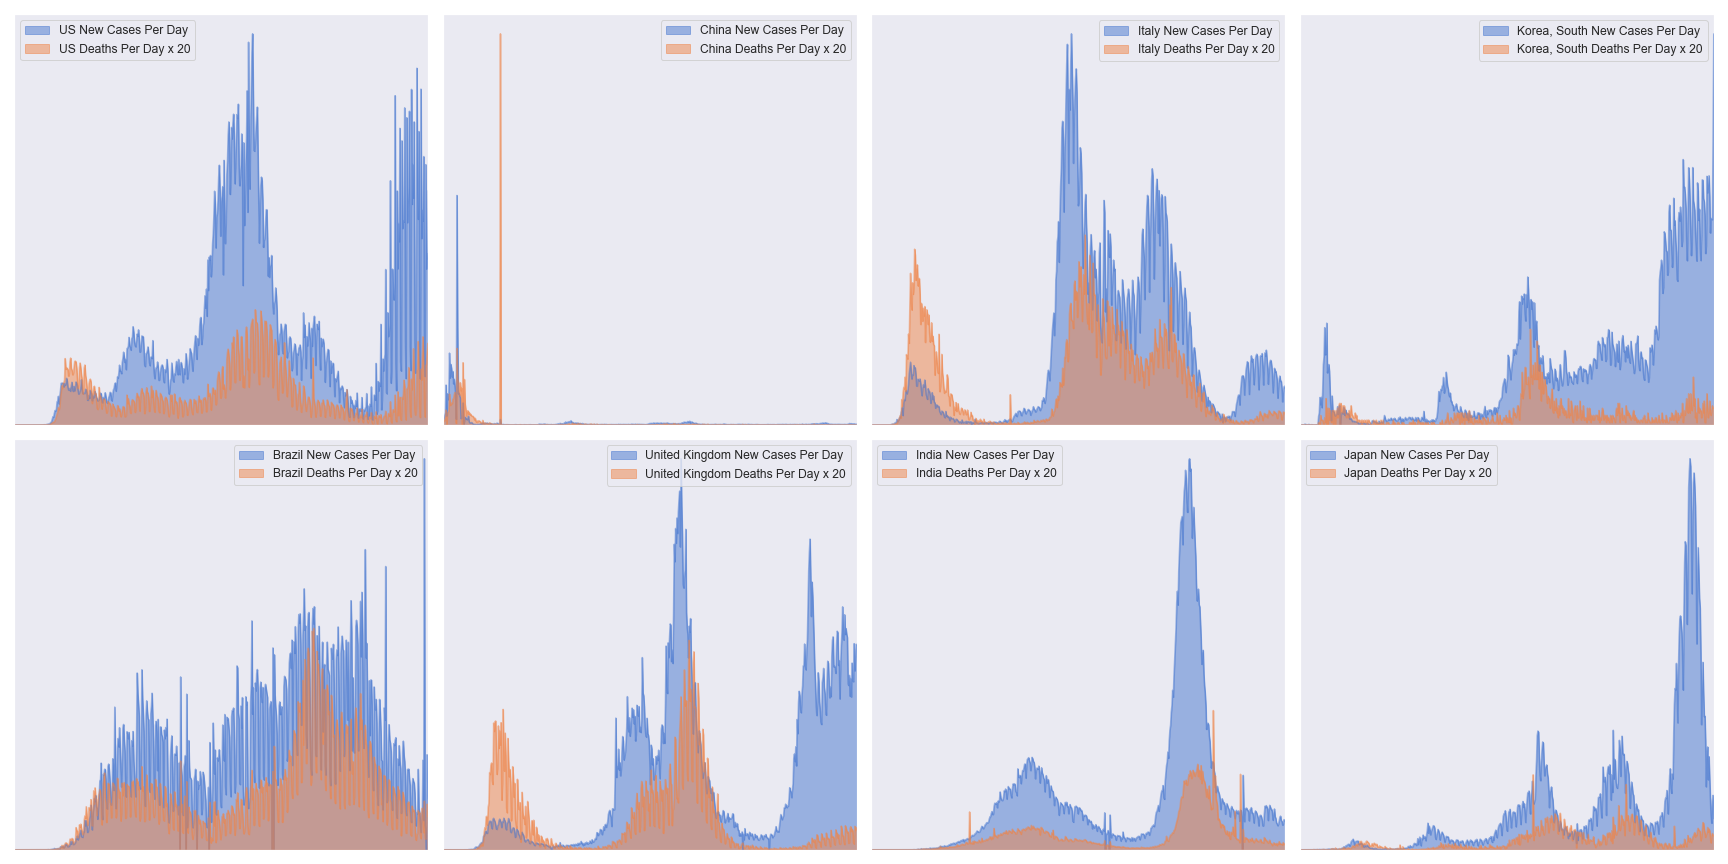 US New Cases Per Day
US Deaths Per Day x 20
China New Cases Per Day
China Deaths Per Day x 20
Italy New Cases Per Day
Italy Deaths Per Day x 20
Korea, South New Cases Per Day
Korea, South Deaths Per Day x 20
Brazil New Cases Per Day
Brazil Deaths Per Day x 20
United Kingdom New Cases Per Day
United Kingdom Deaths Per Day x 20
India New Cases Per Day
India Deaths Per Day x 20
Japan New Cases Per Day
Japan Deaths Per Day x 20